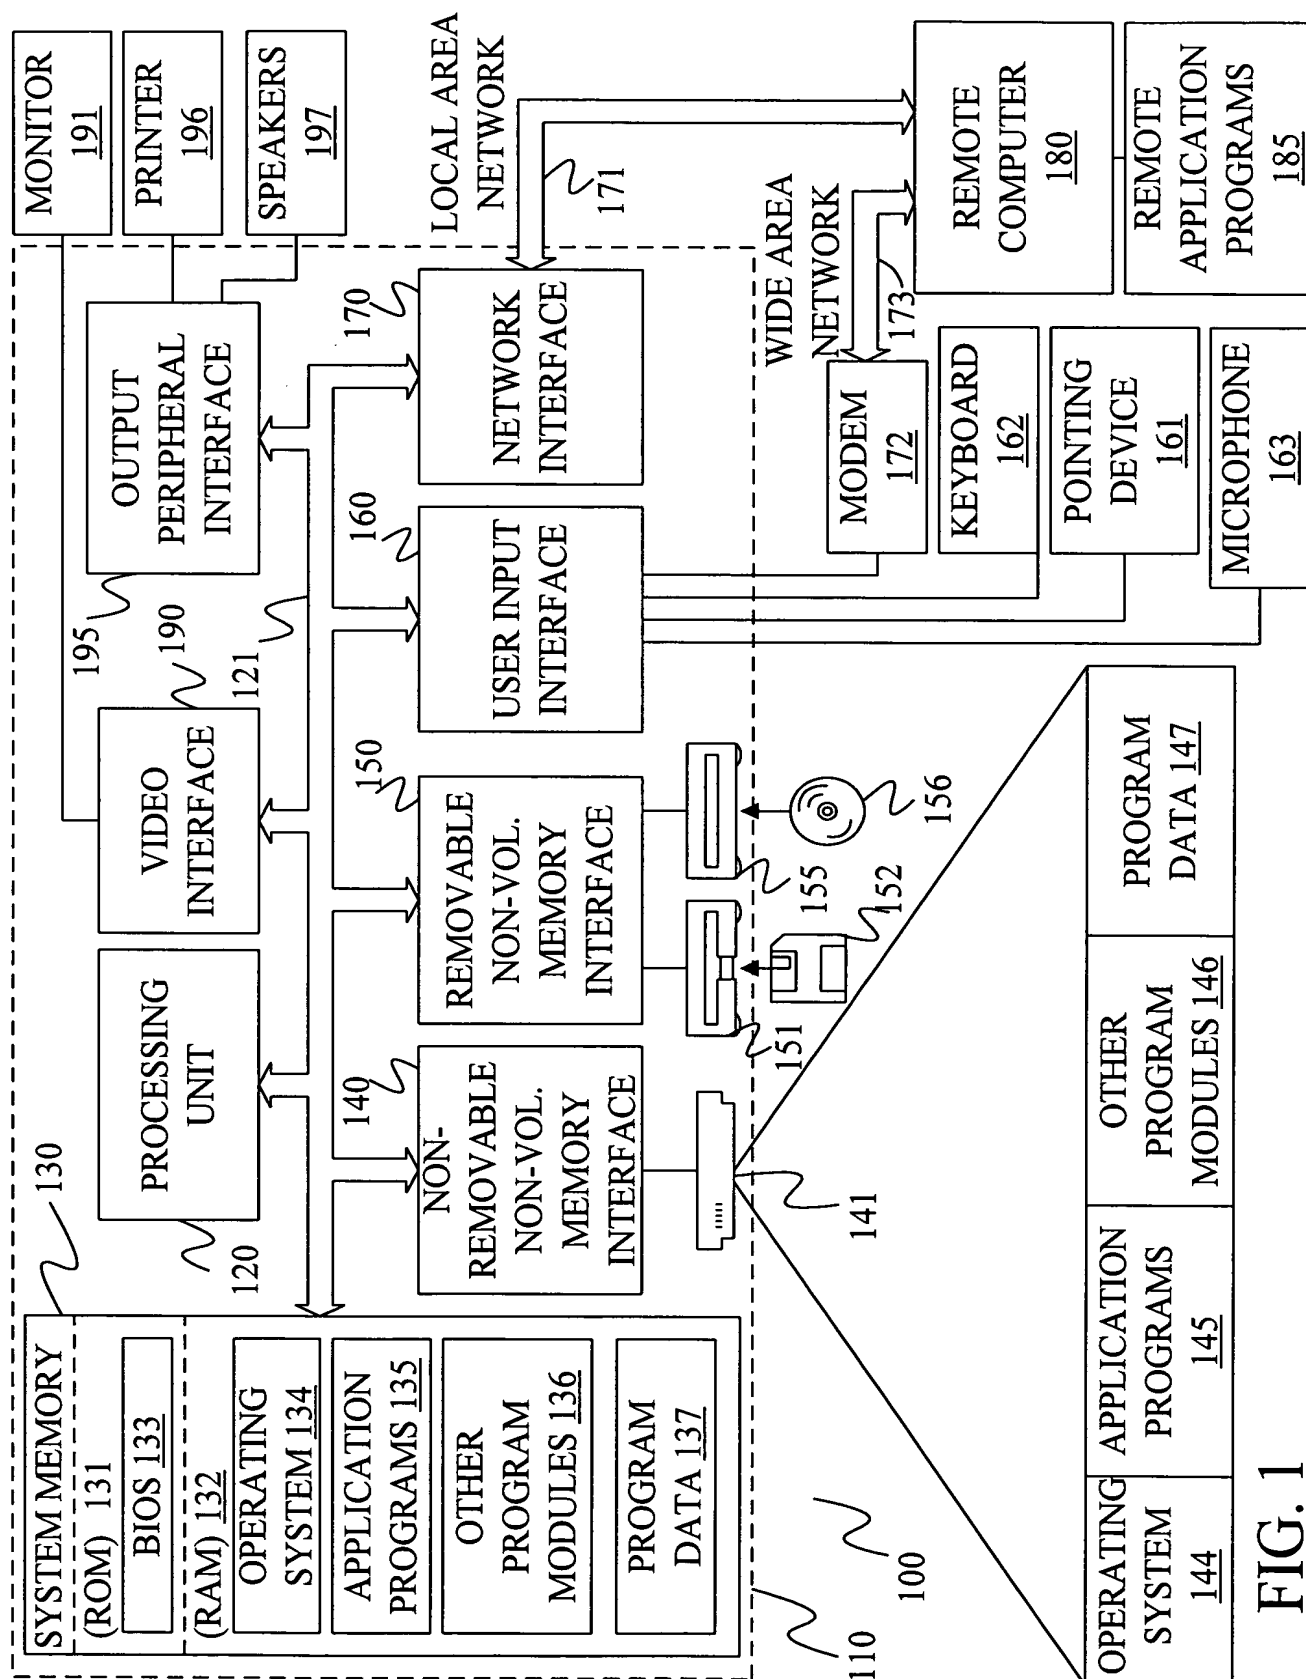 SYSTEM MEMORY
(ROM) 131
BIOS 133
(RAM) 132
OPERATING
SYSTEM 134
APPLICATION
PROGRAMS 135
OTHER
PROGRAM
MODULES 136
PROGRAM
DATA 137
130
120
PROCESSING
UNIT
VIDEO
INTERFACE
190
121
195
OUTPUT
PERIPHERAL
INTERFACE
MONITOR
191
PRINTER
196
SPEAKERS
197
140
NON-
REMOVABLE
NON-VOL.
MEMORY
INTERFACE
150
REMOVABLE
NON-VOL.
MEMORY
INTERFACE
160
USER INPUT
INTERFACE
170
NETWORK
INTERFACE
LOCAL AREA
NETWORK
171
WIDE AREA
NETWORK
173
141
151
152
155
156
MODEM
172
KEYBOARD
162
POINTING
DEVICE
161
MICROPHONE
163
REMOTE
COMPUTER
180
REMOTE
APPLICATION
PROGRAMS
185
110
100
OPERATING
SYSTEM
144
APPLICATION
PROGRAMS
145
OTHER
PROGRAM
MODULES 146
PROGRAM
DATA 147
FIG. 1